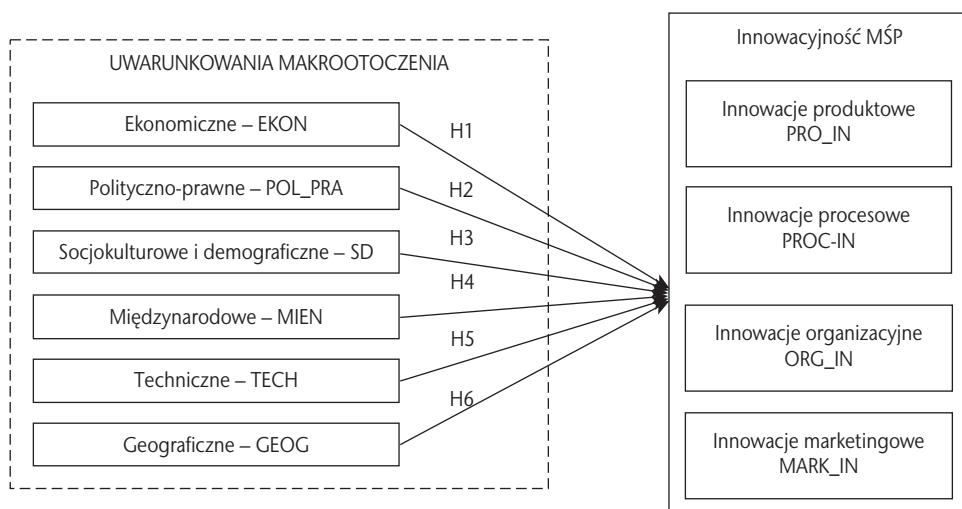 UWARUNKOWANIA MAKROOTOCZENIA
Ekonomiczne – EKON
Polityczno-prawne – POL_PRA
Socjokulturowe i demograficzne – SD
Międzynarodowe – MIEN
Techniczne – TECH
Geograficzne – GEOG
H1
H2
H3
H4
H5
H6
Innowacyjność MŚP
Innowacje produktowe
PRO_IN
Innowacje procesowe
PROC-IN
Innowacje organizacyjne
ORG_IN
Innowacje marketingowe
MARK_IN